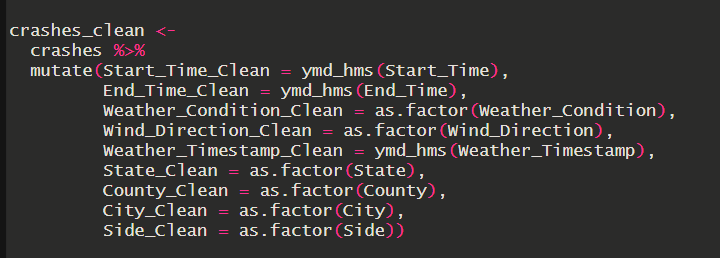 crashes_clean <-
  crashes %>%
  mutate(Start_Time_Clean = ymd_hms(Start_Time),
         End_Time_Clean = ymd_hms(End_Time),
         Weather_Condition_Clean = as.factor(Weather_Condition),
         Wind_Direction_Clean = as.factor(Wind_Direction),
         Weather_Timestamp_Clean = ymd_hms(Weather_Timestamp),
         State_Clean = as.factor(State),
         County_Clean = as.factor(County),
         City_Clean = as.factor(City),
         Side_Clean = as.factor(Side))